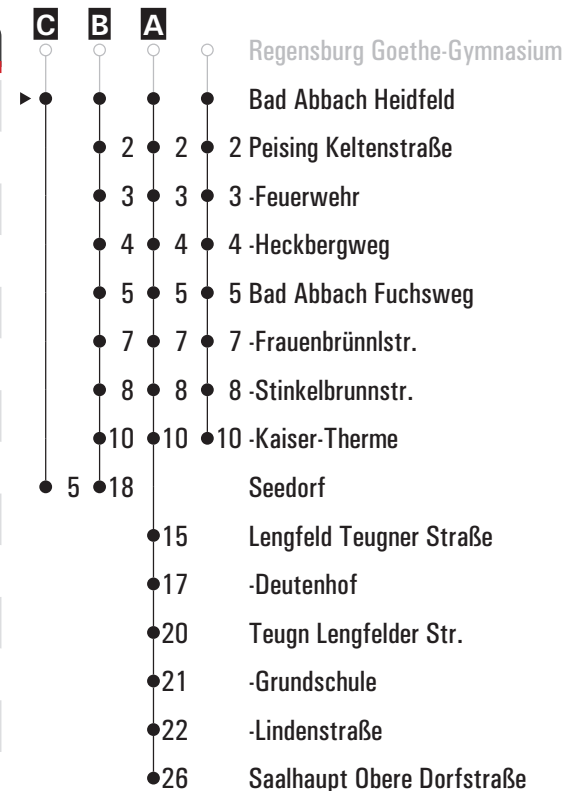 C B A
Regensburg Goethe-Gymnasium
Bad Abbach Heidfeld
2 2 2 Peising Keltenstraße
3 3 3 -Feuerwehr
4 4 4 -Heckbergweg
5 5 5 Bad Abbach Fuchsweg
7 7 7 -Frauenbrünnlstr.
8 8 8 -Stinkelbrunnstr.
10 10 10 -Kaiser-Therme
5 18 Seedorf
15 Lengfeld Teugner Straße
17 -Deutenhof
20 Teugn Lengfelder Str.
21 -Grundschule
22 -Lindenstraße
26 Saalhaupt Obere Dorfstraße